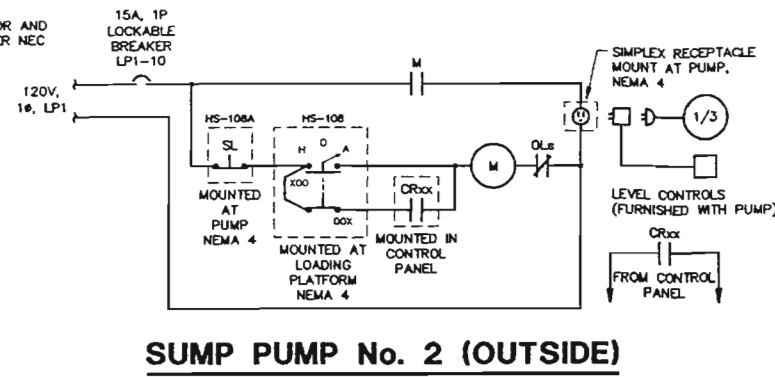 OR AND
ER NEC
15A, 1P
LOCKABLE
BREAKER
LP1-10
120V,
1ø, LP1
M
SIMPLEX RECEPTACLE
MOUNT AT PUMP,
NEMA 4
1/3
HS-108A
SL
MOUNTED
AT
PUMP
NEMA 4
HS-108
H O A
XOO
OOX
MOUNTED AT
LOADING
PLATFORM
NEMA 4
CRxx
MOUNTED IN
CONTROL
PANEL
M
OLs
LEVEL CONTROLS
(FURNISHED WITH PUMP)
CRxx
FROM CONTROL
PANEL
SUMP PUMP No. 2 (OUTSIDE)